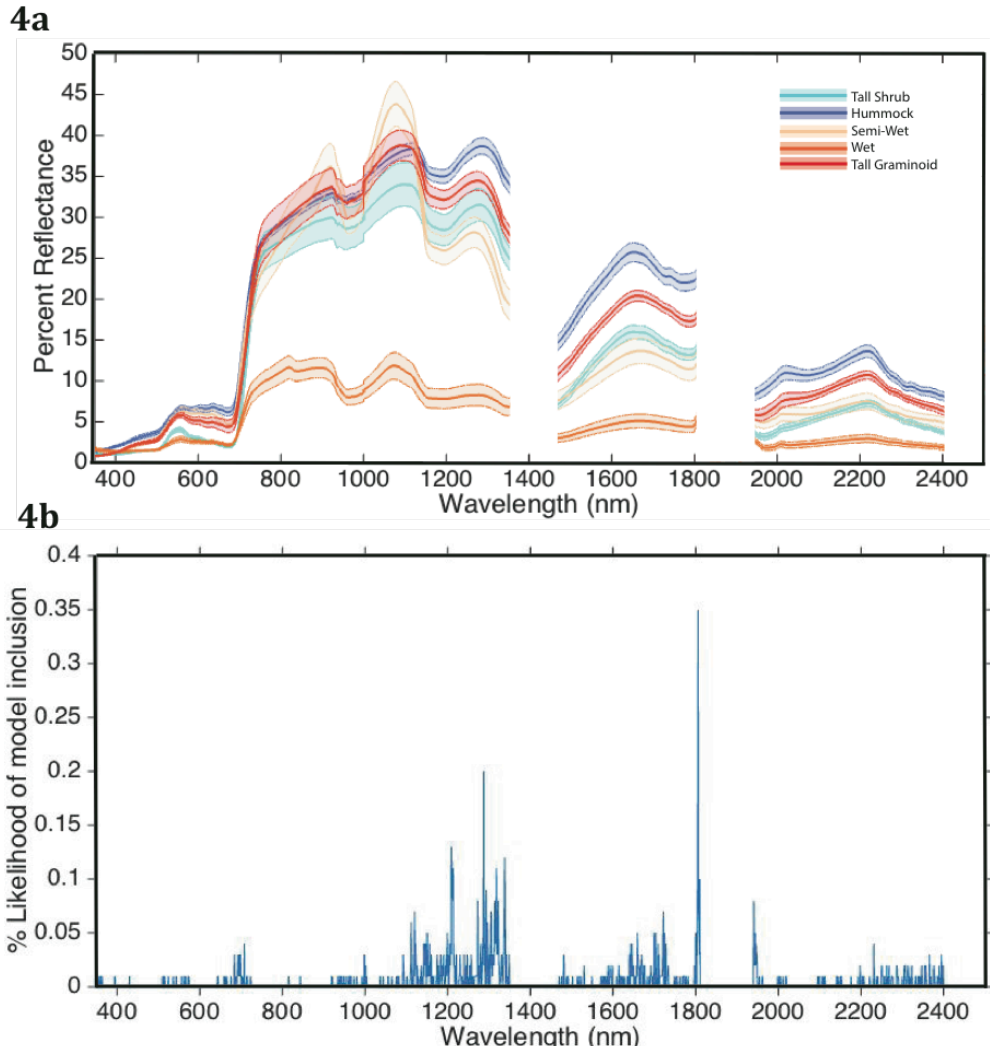 4a
50
45
40
35
30
25
20
15
10
5
0
Percent Reflectance
Tall Shrub
Hummock
Semi-Wet
Wet
Tall Graminoid
400 600 800 1000 1200 1400 1600 1800 2000 2200 2400
Wavelength (nm)
4b
0.4
0.35
0.3
0.25
0.2
0.15
0.1
0.05
0
% Likelihood of model inclusion
400 600 800 1000 1200 1400 1600 1800 2000 2200 2400
Wavelength (nm)